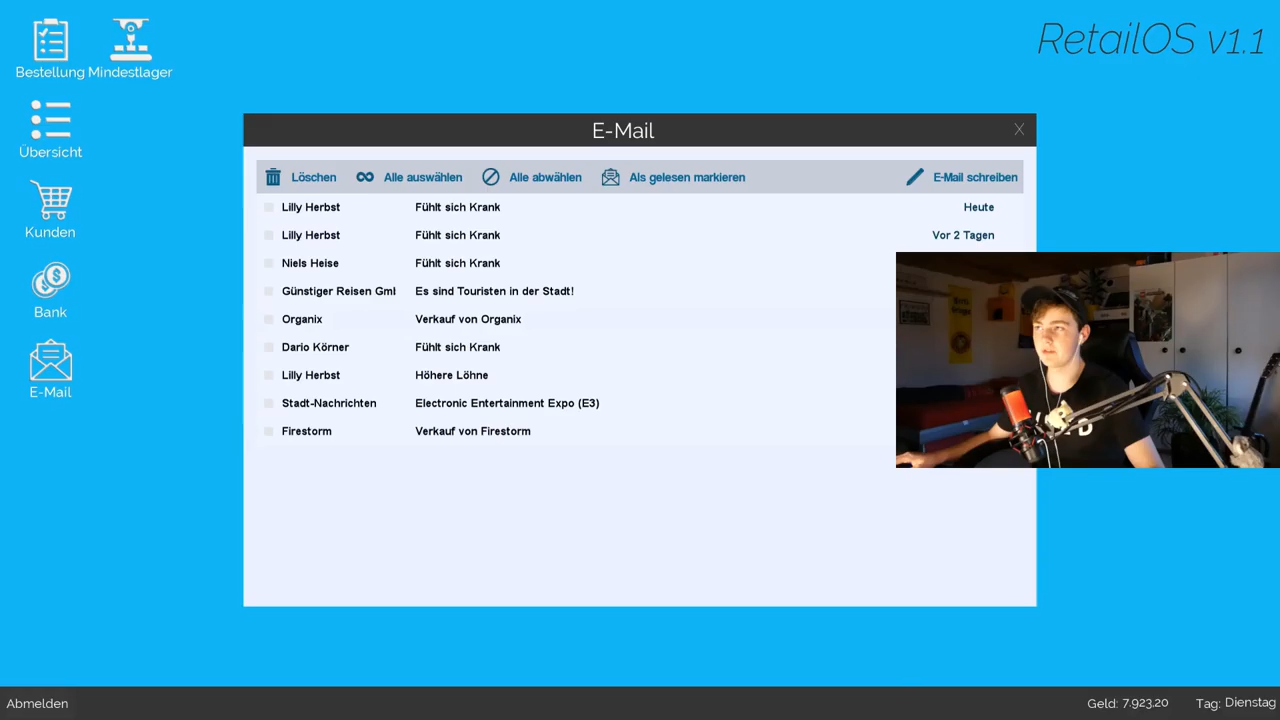 RetailOS v1.1
Bestellung Mindestlager
Übersicht
Kunden
Bank
E-Mail
E-Mail X
Löschen Alle auswählen Alle abwählen Als gelesen markieren E-Mail schreiben
Lilly Herbst Fühlt sich Krank Heute
Lilly Herbst Fühlt sich Krank Vor 2 Tagen
Niels Heise Fühlt sich Krank
Günstiger Reisen Gml Es sind Touristen in der Stadt!
Organix Verkauf von Organix
Dario Körner Fühlt sich Krank
Lilly Herbst Höhere Löhne
Stadt-Nachrichten Electronic Entertainment Expo (E3)
Firestorm Verkauf von Firestorm
Abmelden Geld: 7.923.20 Tag: Dienstag